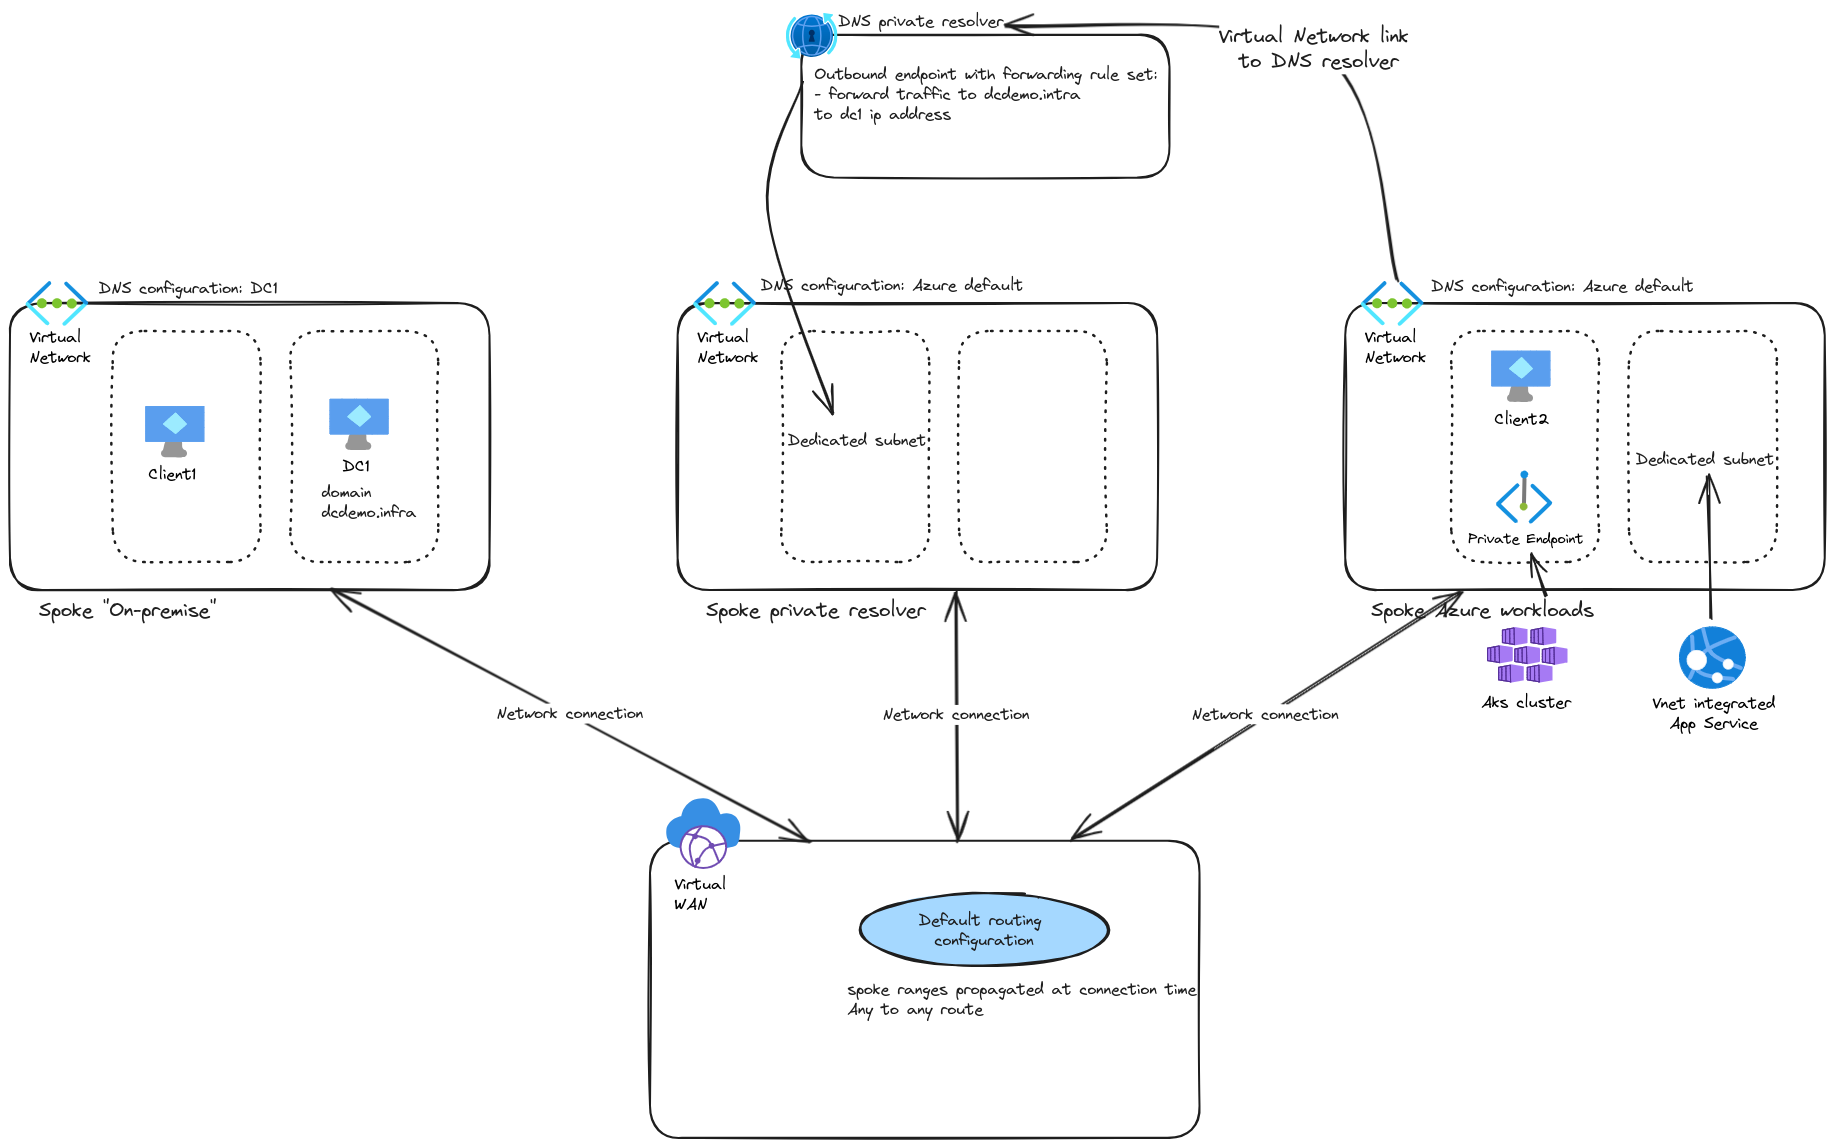 DNS private resolver
Outbound endpoint with forwarding rule set:
- forward traffic to dcdemo.intra
to dc1 ip address
Virtual Network link
to DNS resolver
DNS configuration: DC1
Virtual
Network
Client1
DC1
domain
dcdemo.infra
Spoke "On-premise"
DNS configuration: Azure default
Virtual
Network
Dedicated subnet
Spoke private resolver
DNS configuration: Azure default
Virtual
Network
Client2
Private Endpoint
Dedicated subnet
Spoke Azure workloads
Aks cluster
Vnet integrated
App Service
Network connection
Network connection
Network connection
Virtual
WAN
Default routing
configuration
spoke ranges propagated at connection time
Any to any route